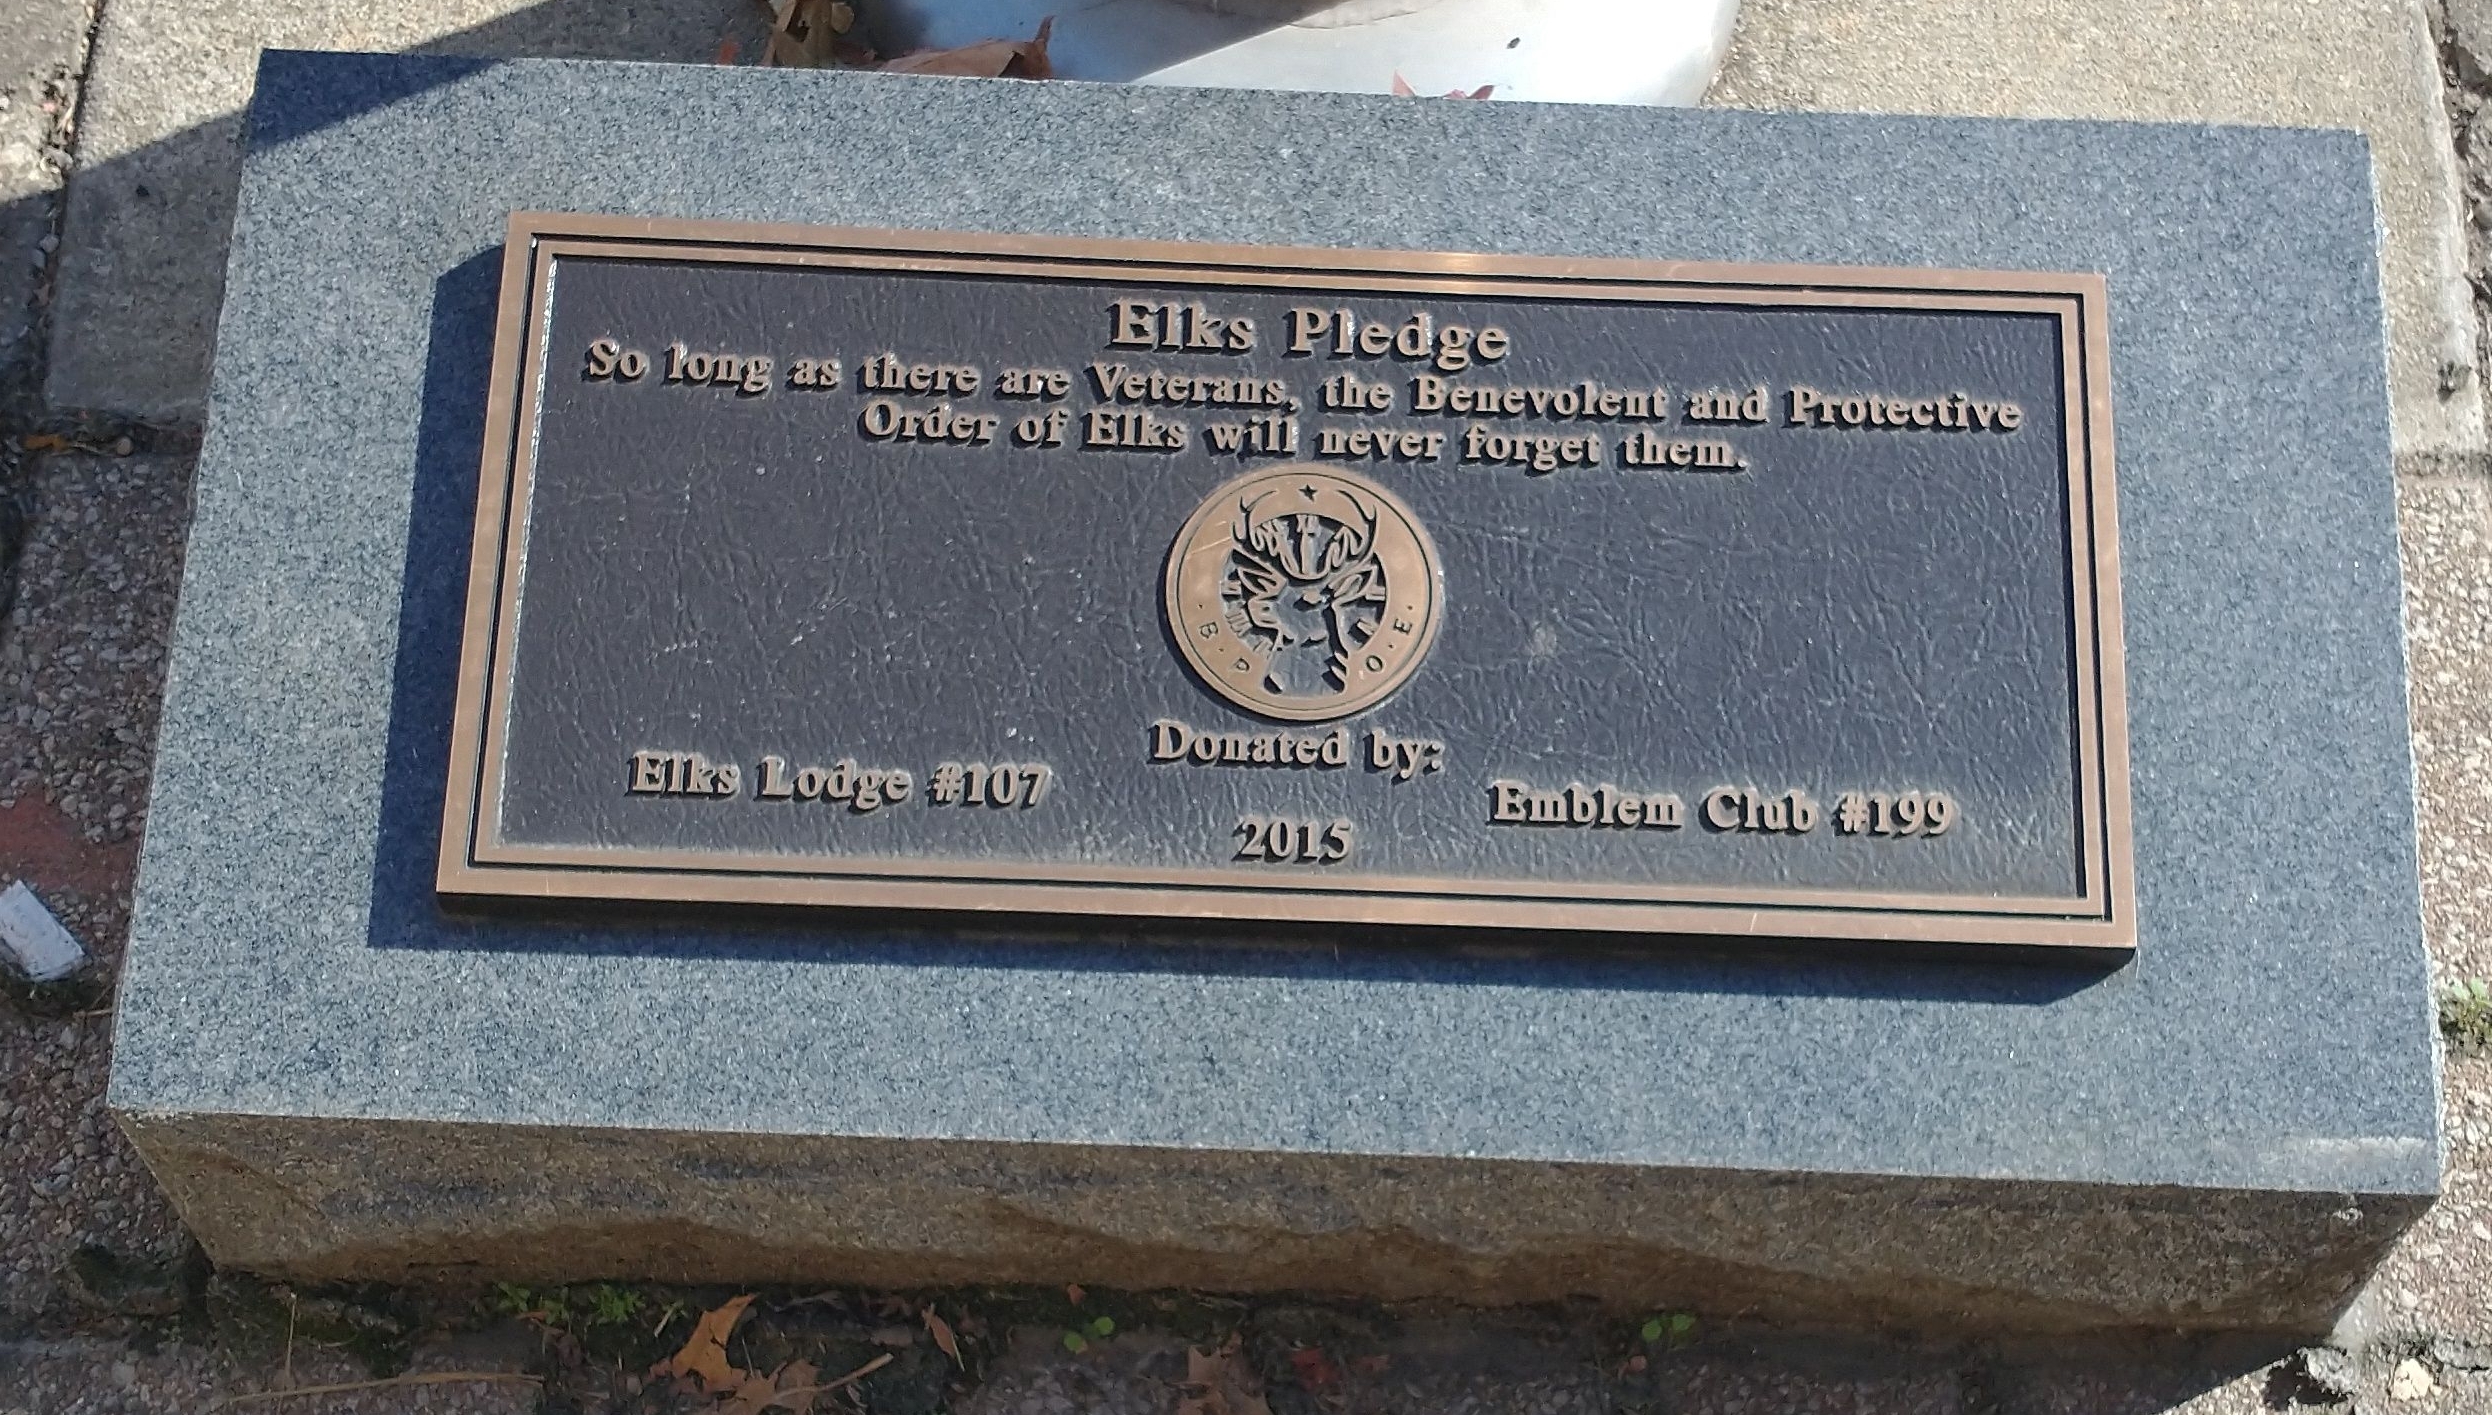 Elks Pledge
So long as there are Veterans, the Benevolent and Protective
Order of Elks will never forget them.
B · P · O · E
Donated by:
Elks Lodge #107
Emblem Club #199
2015